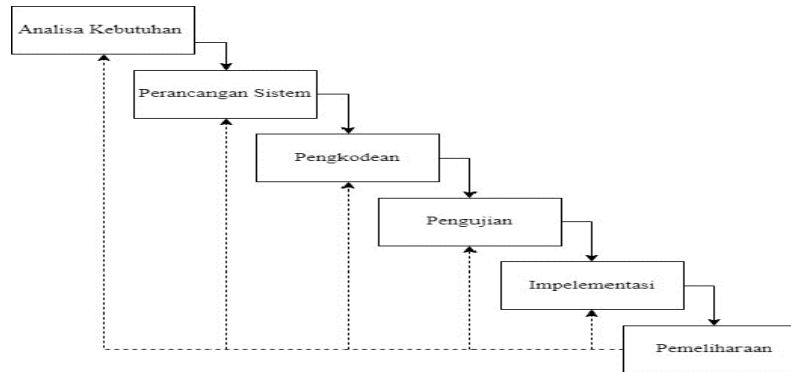 Analisa Kebutuhan
Perancangan Sistem
Pengkodean
Pengujian
Impelementasi
Pemeliharaan